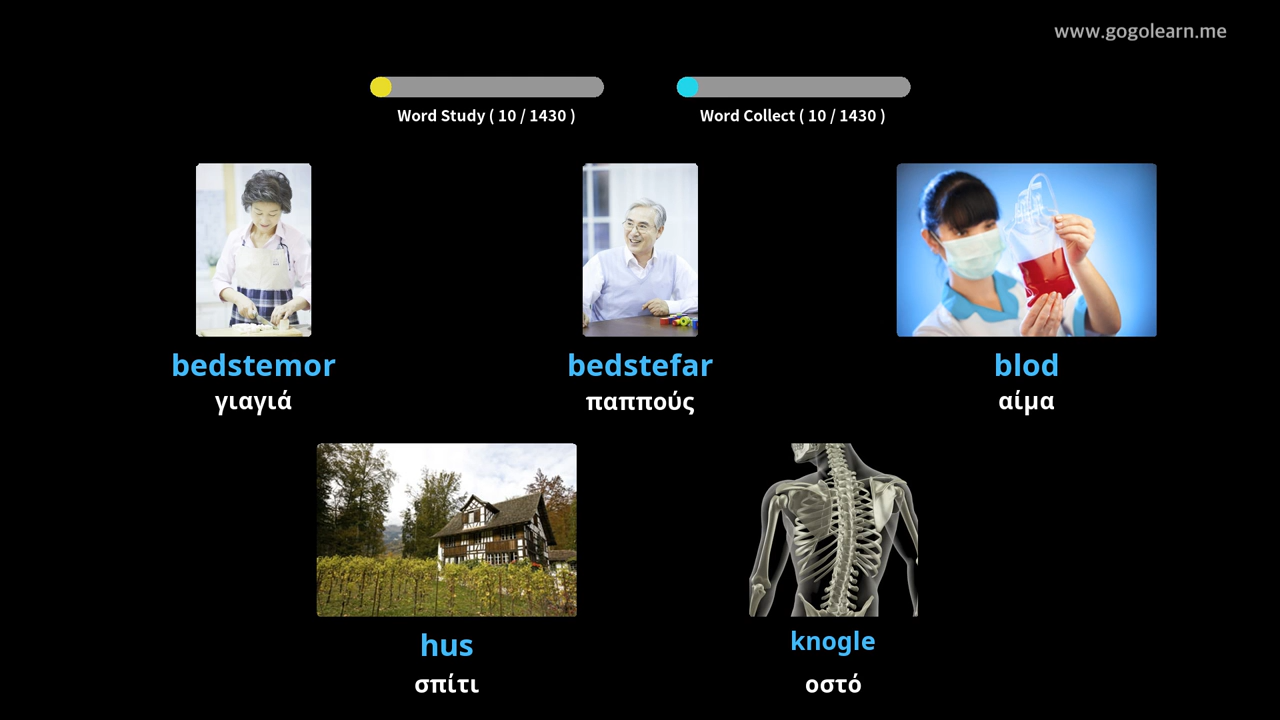 www.gogolearn.me
Word Study ( 10 / 1430 )
Word Collect ( 10 / 1430 )
bedstemor
γιαγιά
bedstefar
παππούς
blod
αίμα
hus
σπίτι
knogle
οστό